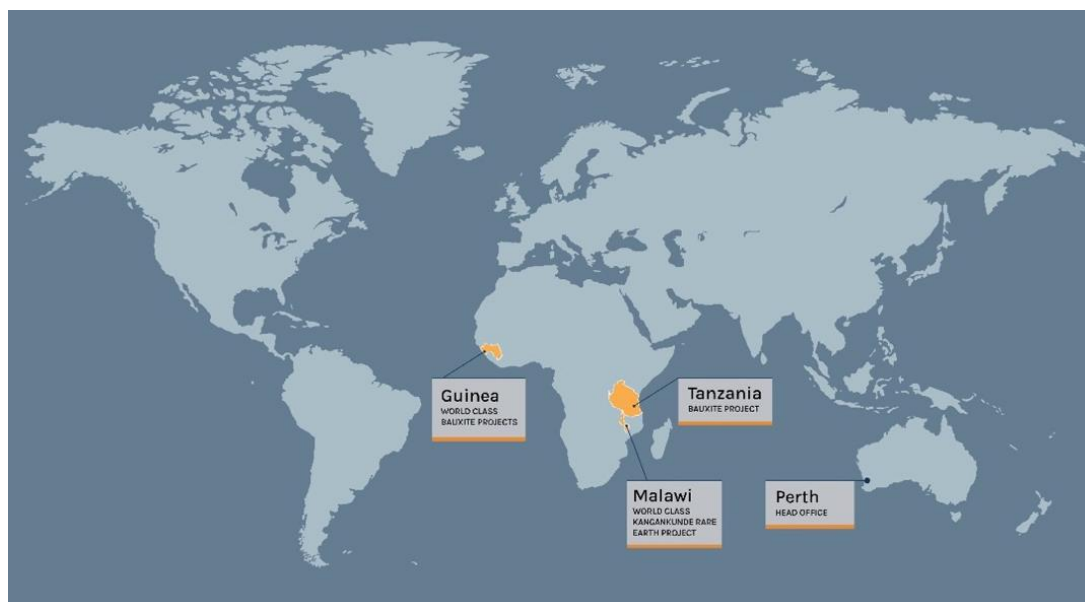 Guinea
WORLD CLASS
BAUXITE PROJECTS
Tanzania
BAUXITE PROJECT
Malawi
WORLD CLASS
KANGANKUNDE RARE
EARTH PROJECT
Perth
HEAD OFFICE